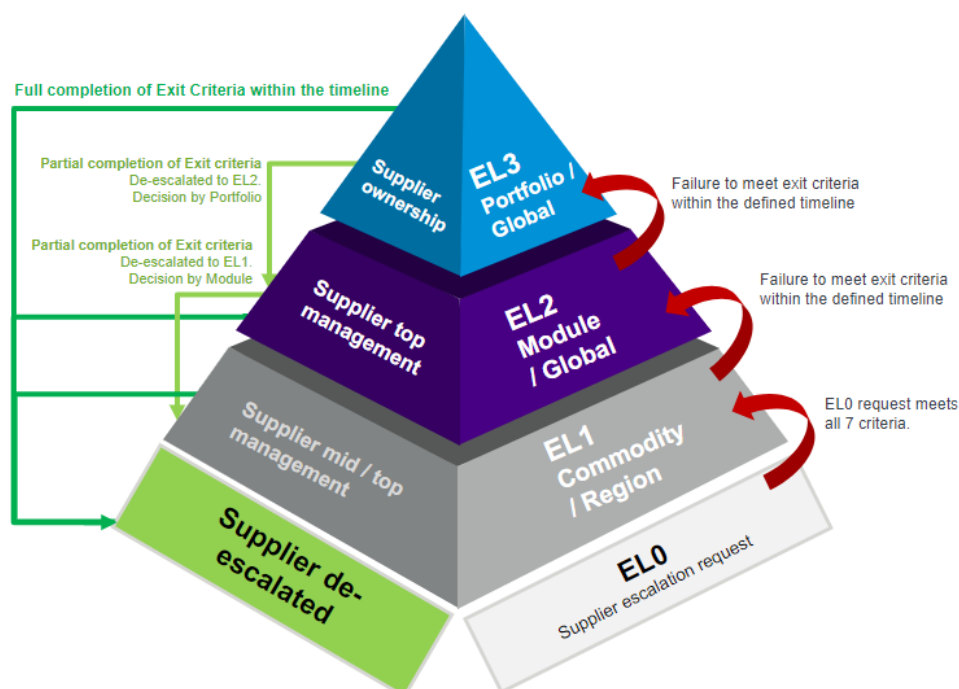 Full completion of Exit Criteria within the timeline
Partial completion of Exit criteria
De-escalated to EL2.
Decision by Portfolio
Partial completion of Exit criteria
De-escalated to EL1.
Decision by Module
Supplier
ownership
EL3
Portfolio /
Global
Failure to meet exit criteria
within the defined timeline
Supplier top
management
EL2
Module
/ Global
Failure to meet exit criteria
within the defined timeline
Supplier mid / top
management
EL1
Commodity
/ Region
EL0 request meets
all 7 criteria.
Supplier de-
escalated
EL0
Supplier escalation request